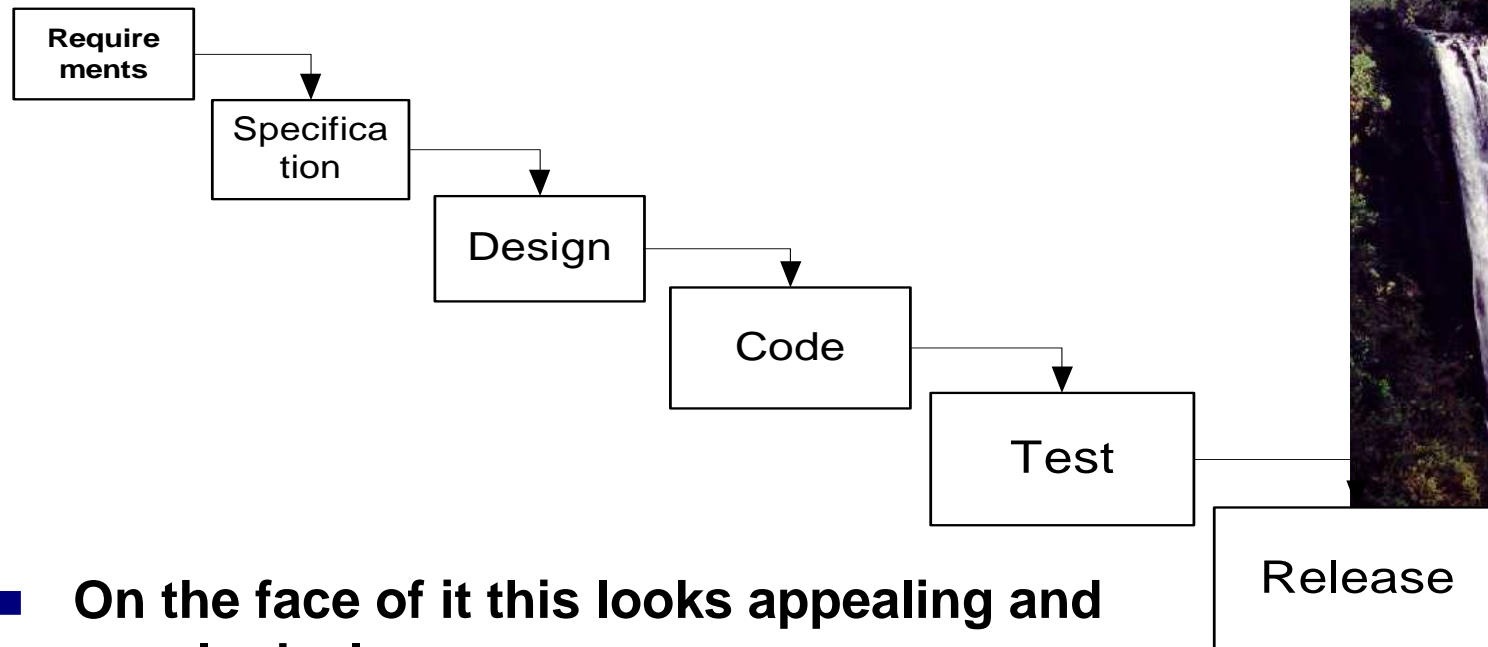 Require
ments
Specifica
tion
Design
Code
Test
Release
On the face of it this looks appealing and